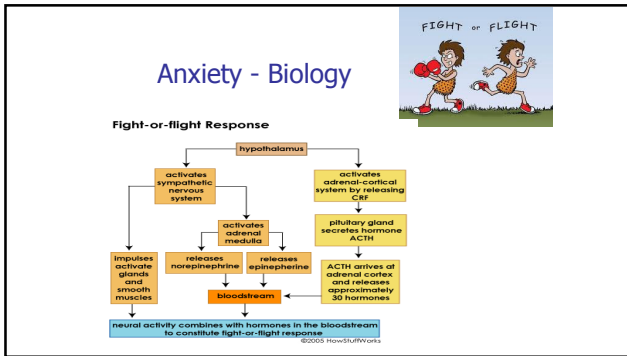 FIGHT or FLIGHT
Anxiety - Biology
Fight-or-flight Response
hypothalamus
activates
sympathetic
nervous
system
activates
adrenal-cortical
system by releasing
CRF
activates
adrenal
medulla
pituitary gland
secretes hormone
ACTH
impulses
activate
glands
and
smooth
muscles
releases
norepinephrine
releases
epinepherine
ACTH arrives at
adrenal cortex
and releases
approximately
30 hormones
bloodstream
neural activity combines with hormones in the bloodstream
to constitute fight-or-flight response
©2005 HowStuffWorks